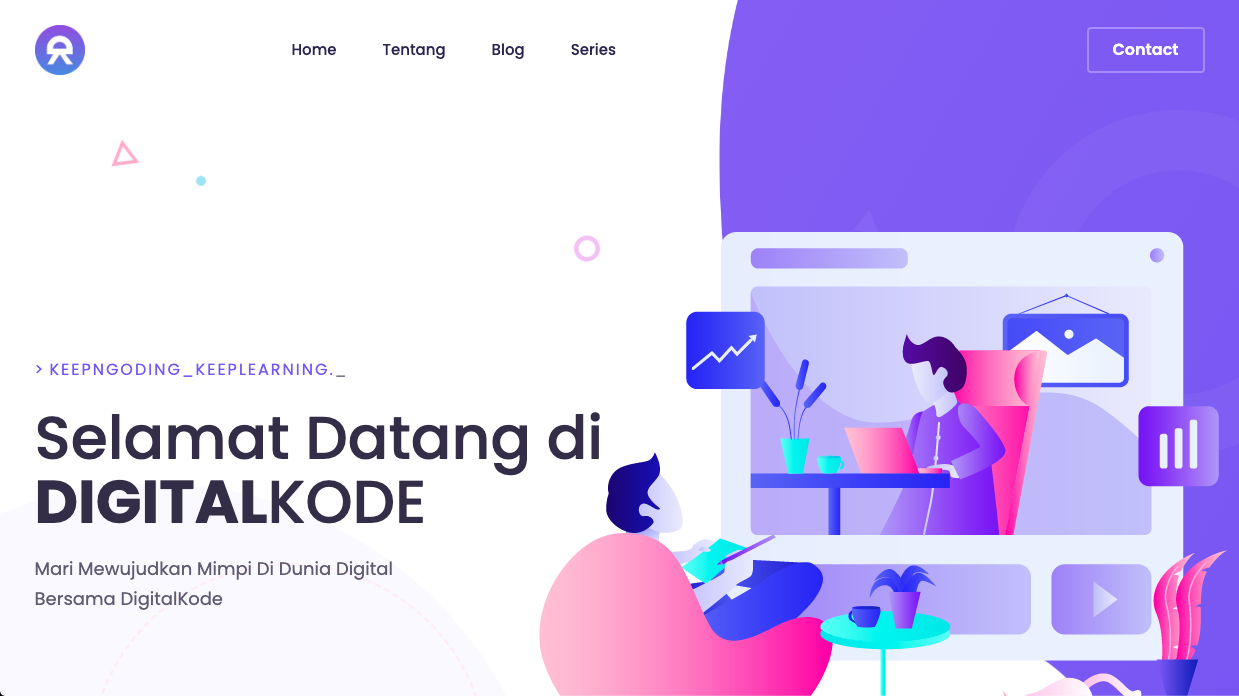 Home
Tentang
Blog
Series
Contact
> KEEPNGODING_KEEPLEARNING._
Selamat Datang di
DIGITALKODE
Mari Mewujudkan Mimpi Di Dunia Digital
Bersama DigitalKode